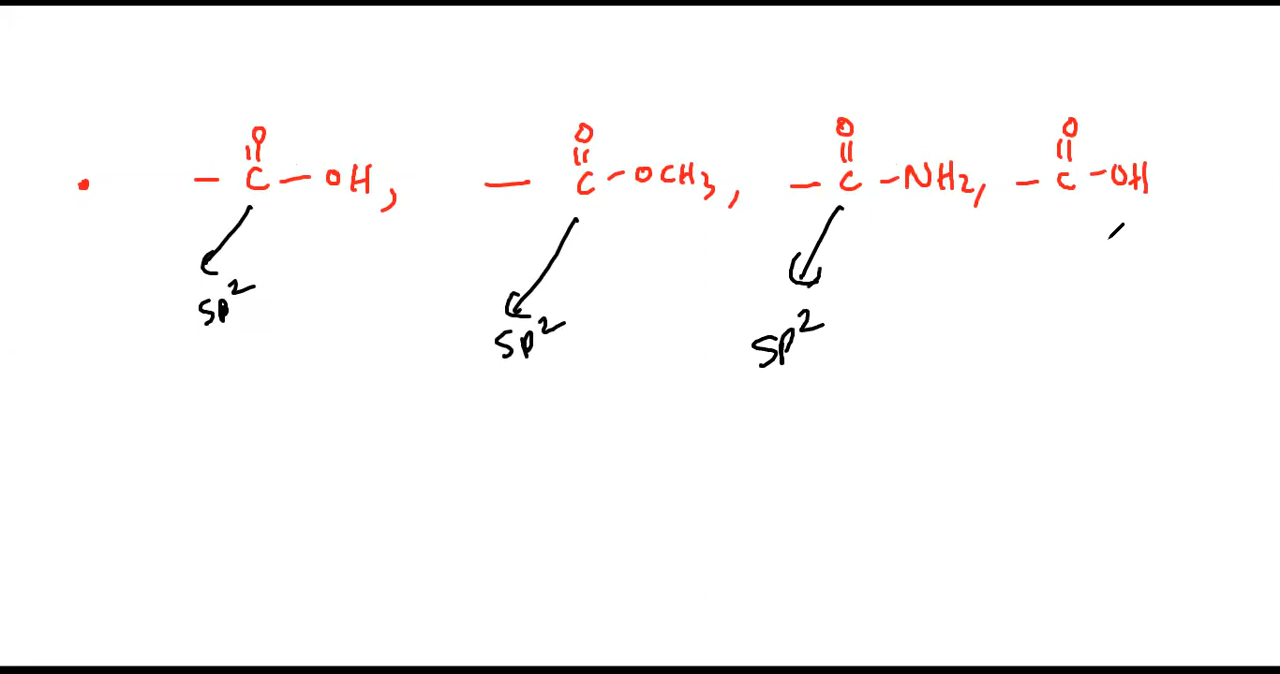 O O O O
• – C – OH, — C – OCH3, – C – NH2, – C – OH
SP2 SP2 SP2